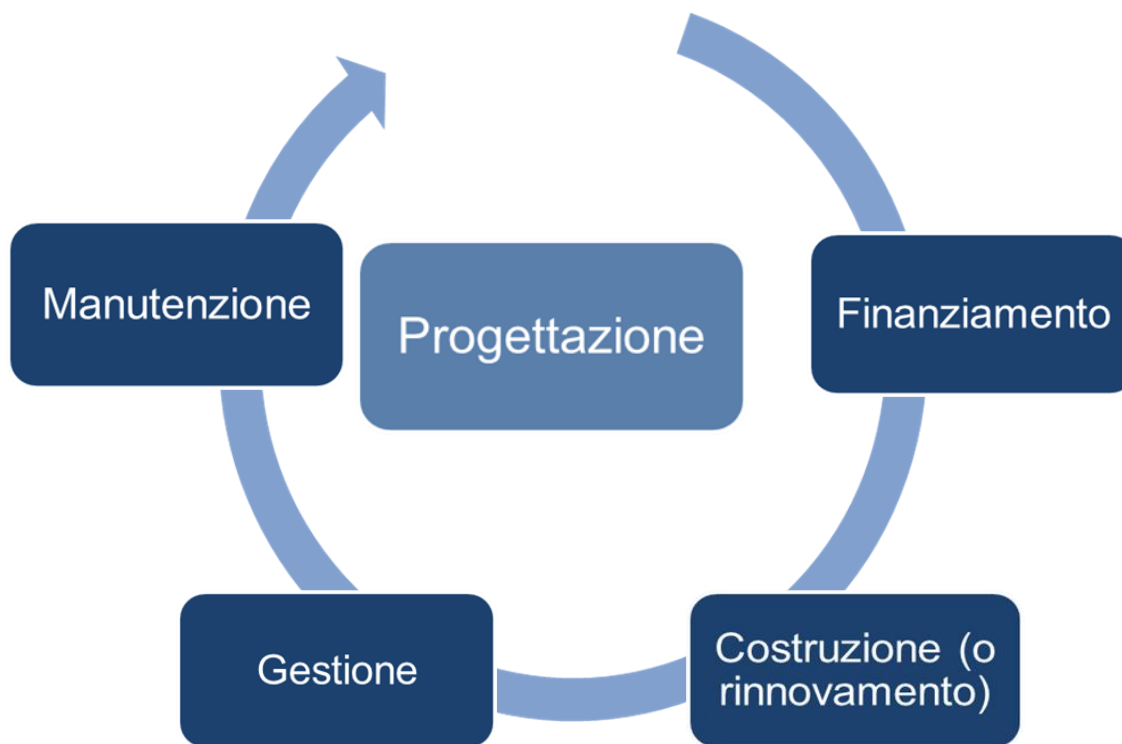 Manutenzione
Progettazione
Finanziamento
Gestione
Costruzione (o
rinnovamento)